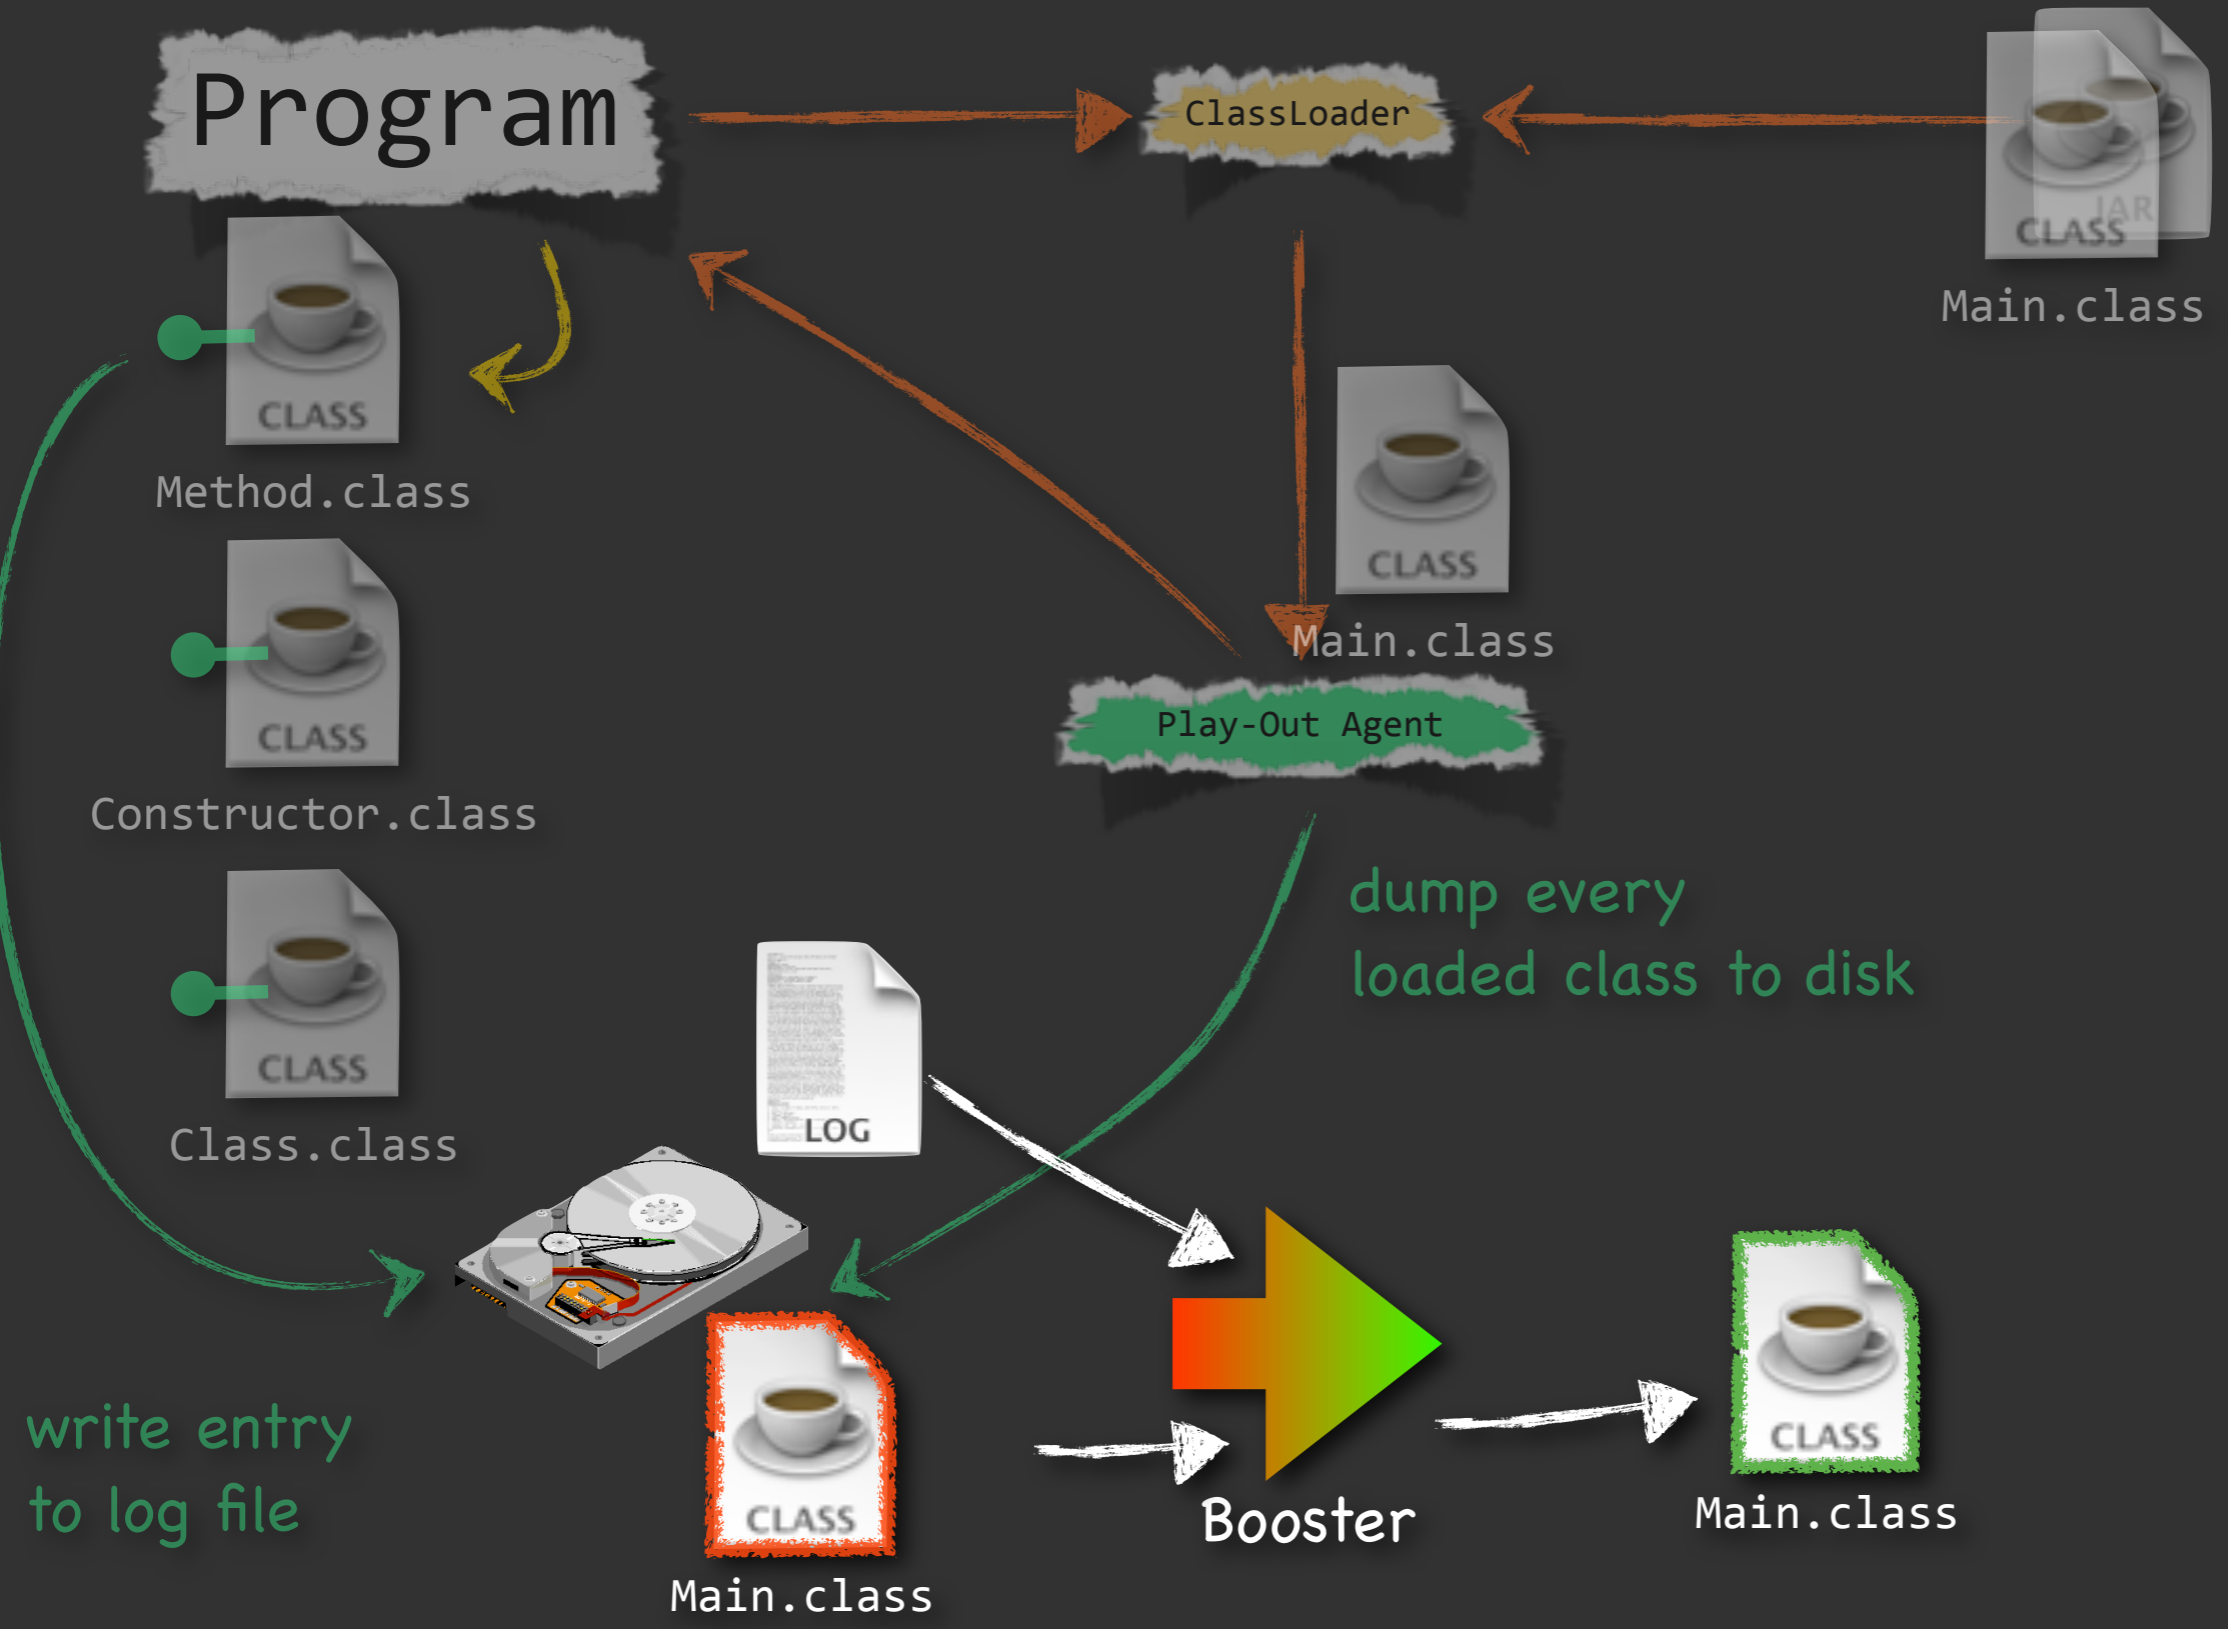 Program
ClassLoader
JAR
CLASS
Main.class
CLASS
Method.class
CLASS
Main.class
CLASS
Constructor.class
Play-Out Agent
dump every
loaded class to disk
CLASS
Class.class
LOG
write entry
to log file
CLASS
Main.class
Booster
CLASS
Main.class